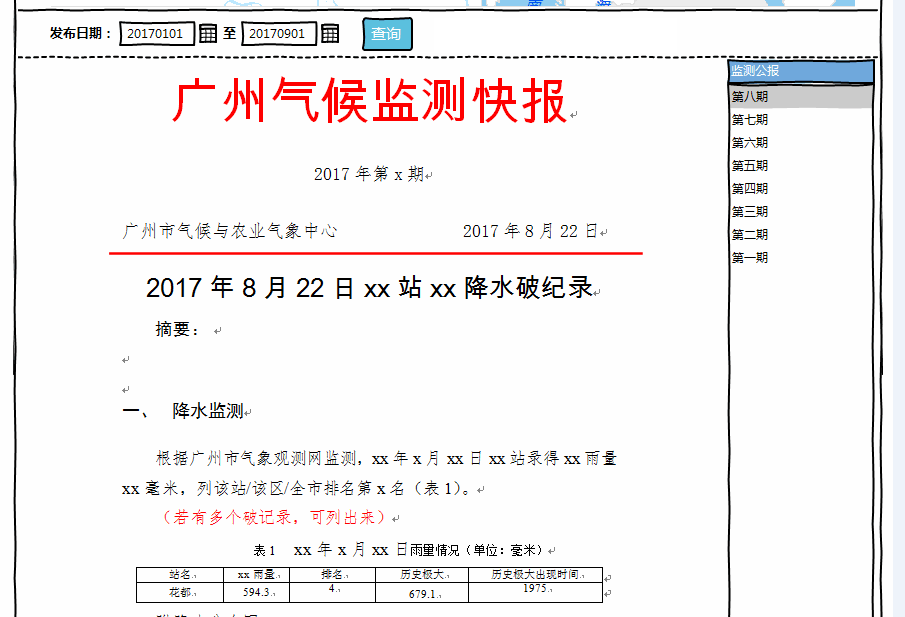 发布日期： 20170101 至 20170901 查询
监测公报
第八期
第七期
第六期
第五期
第四期
第三期
第二期
第一期
广州气候监测快报
2017 年第 x 期
广州市气候与农业气象中心 2017 年 8 月 22 日
2017 年 8 月 22 日 xx 站 xx 降水破纪录
摘要：
一、 降水监测
根据广州市气象观测网监测，xx 年 x 月 xx 日 xx 站录得 xx 雨量
xx 毫米，列该站/该区/全市排名第 x 名（表 1）。
（若有多个破记录，可列出来）
表 1 xx 年 x 月 xx 日雨量情况（单位：毫米）
站名 xx 雨量 排名 历史极大 历史极大出现时间
花都 594.3 4 679.1 1975